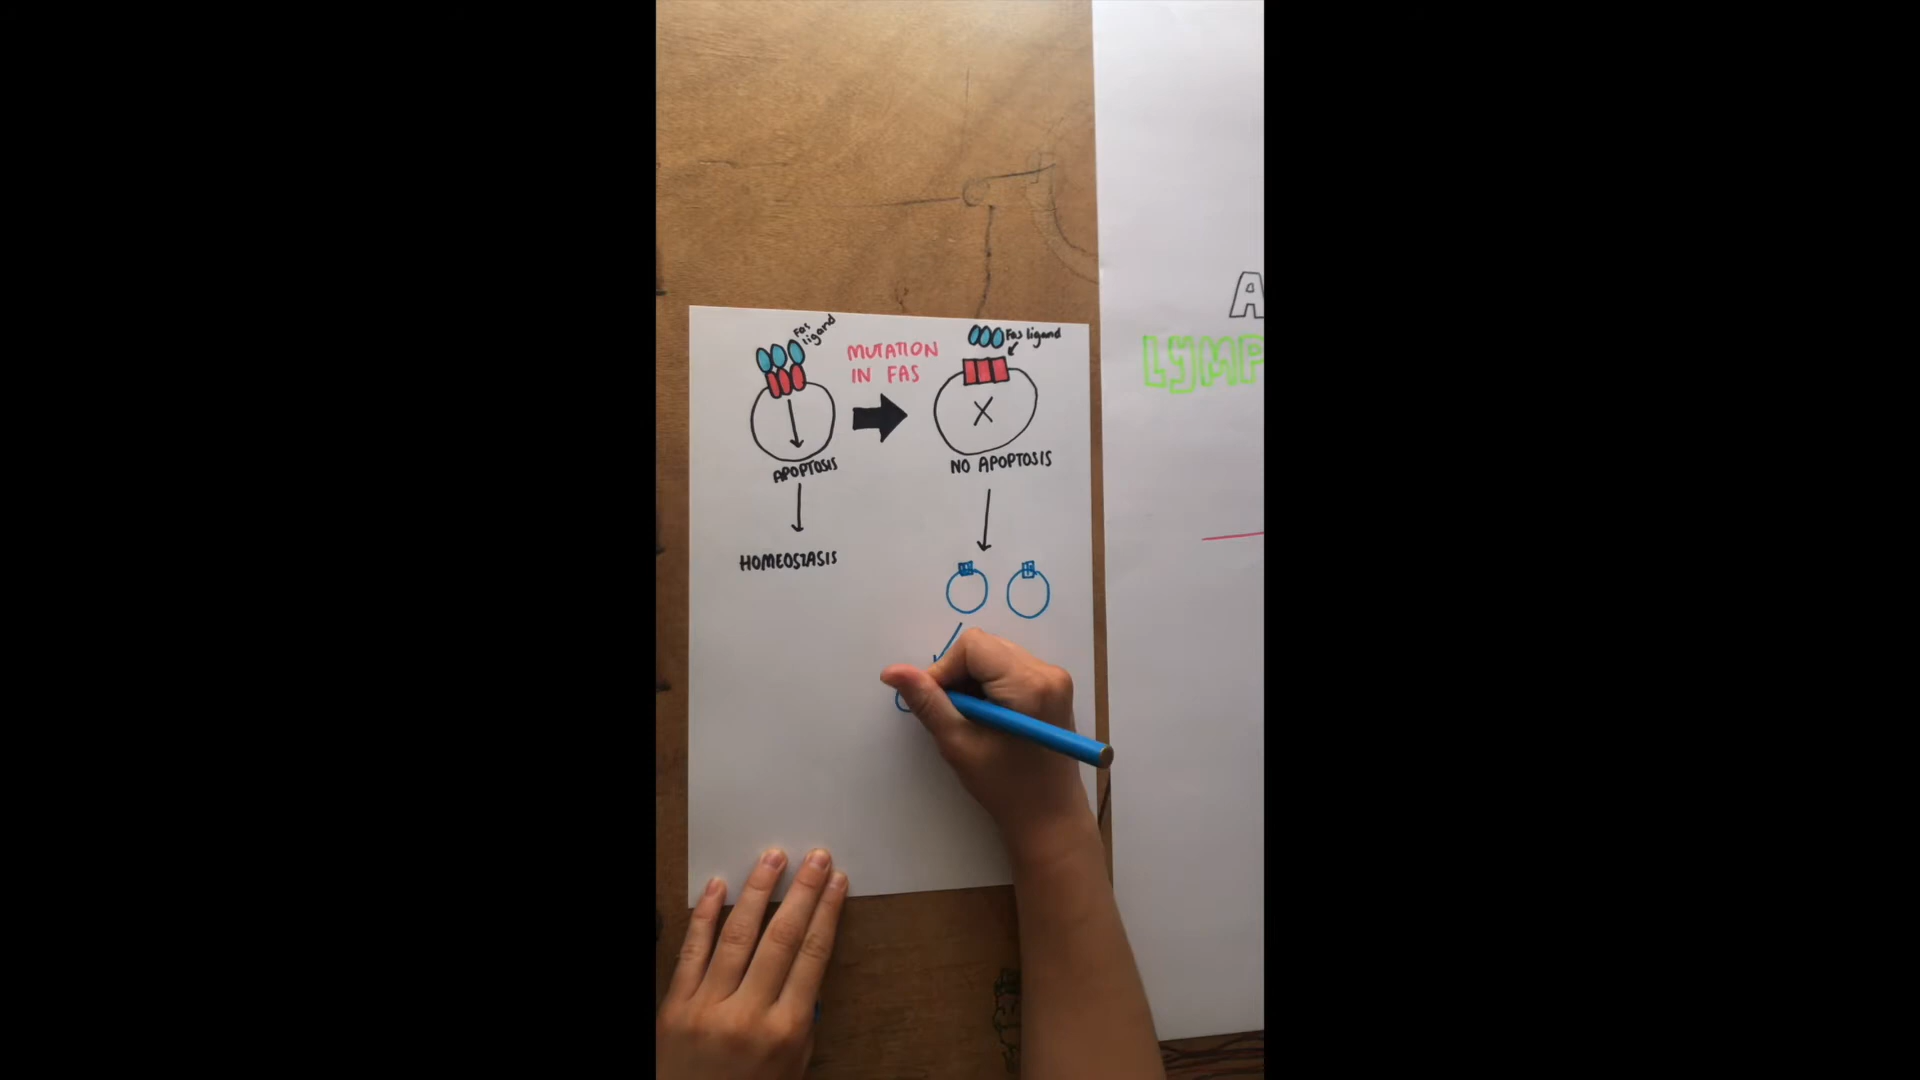 Fas
ligand
MUTATION
IN FAS
Fas ligand
X
APOPTOSIS
NO APOPTOSIS
HOMEOSTASIS
A
LYMP